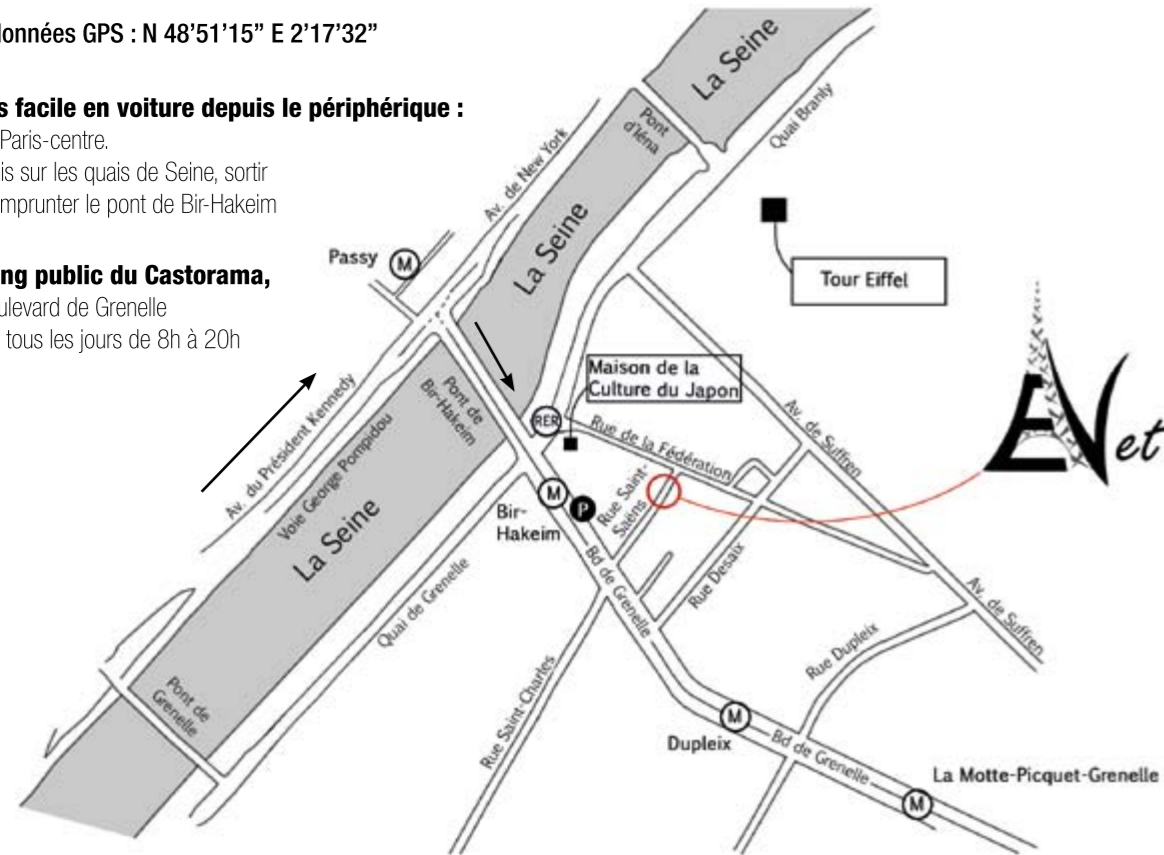 données GPS : N 48’51’15” E 2’17’32”
s facile en voiture depuis le périphérique :
Paris-centre.
is sur les quais de Seine, sortir
mprunter le pont de Bir-Hakeim
ng public du Castorama,
ulevard de Grenelle
tous les jours de 8h à 20h
La Seine
Pont
d'Iéna
Quai Branly
Av. de New York
La Seine
Passy
M
Tour Eiffel
Maison de la
Culture du Japon
Pont de
Bir-Hakeim
RER
Av. du Président Kennedy
Voie George Pompidou
La Seine
Rue de la Fédération
Av. de Suffren
ENet
M
P
Bir-
Hakeim
Rue Saint-
Saëns
Bd de Grenelle
Rue Desaix
Quai de Grenelle
Av. de Suffren
Rue Dupleix
Pont de
Grenelle
Rue Saint-Charles
M
Dupleix
Bd de Grenelle
La Motte-Picquet-Grenelle
M